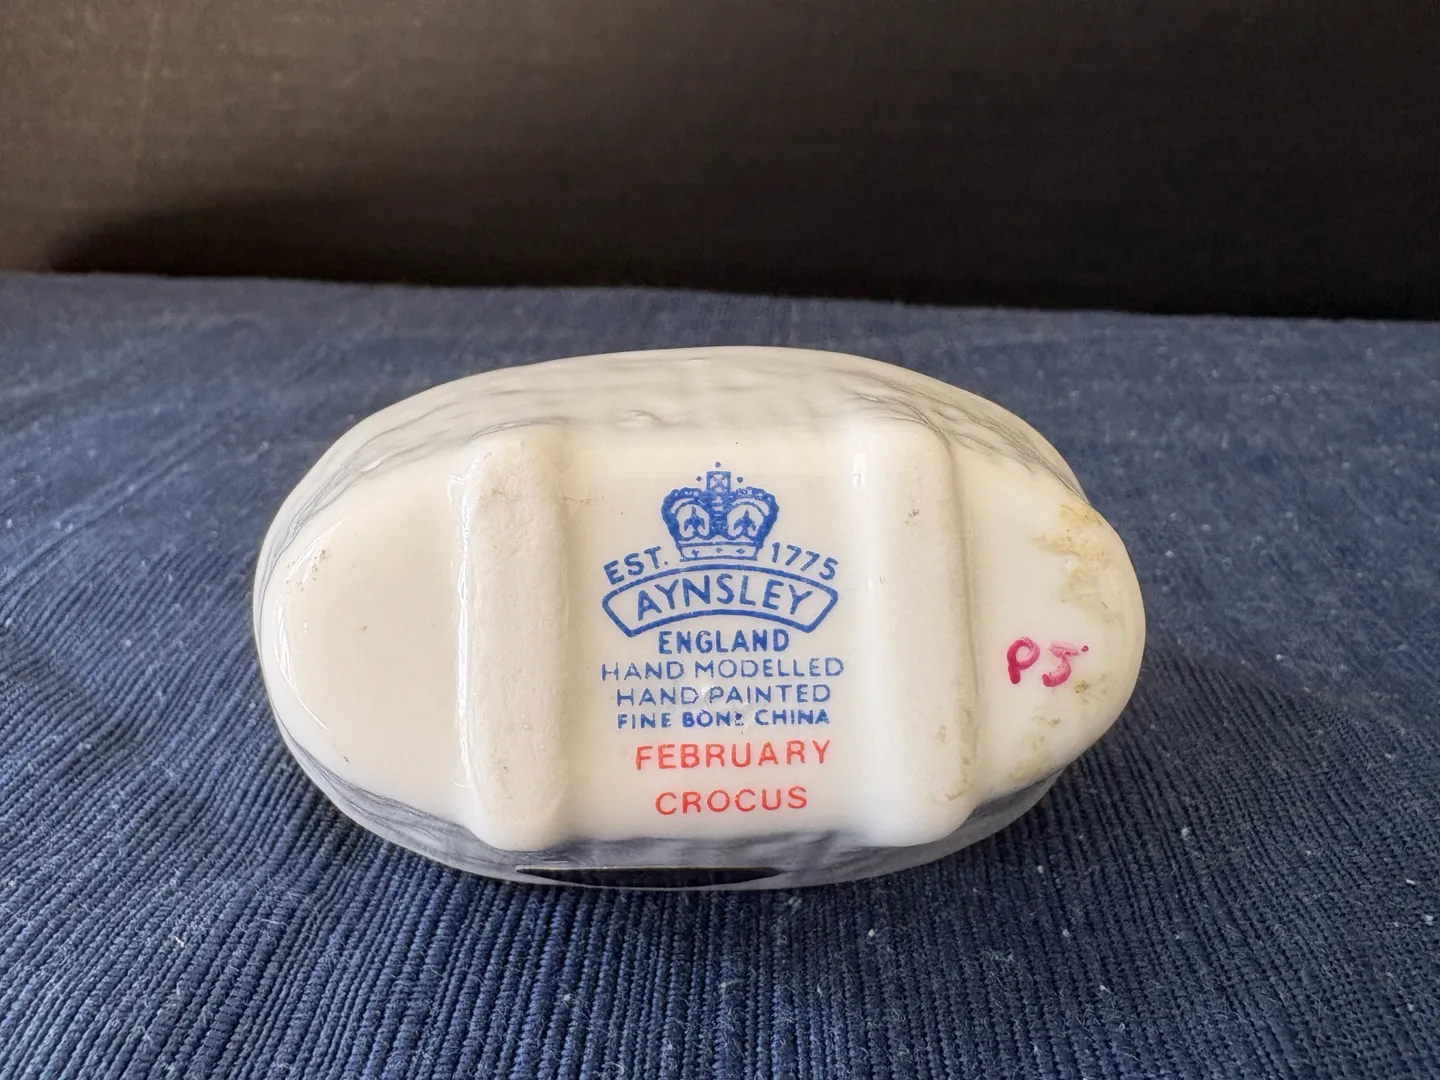 EST. 1775
AYNSLEY
ENGLAND
HAND MODELLED
HAND PAINTED
FINE BONE CHINA
FEBRUARY
CROCUS
PJ